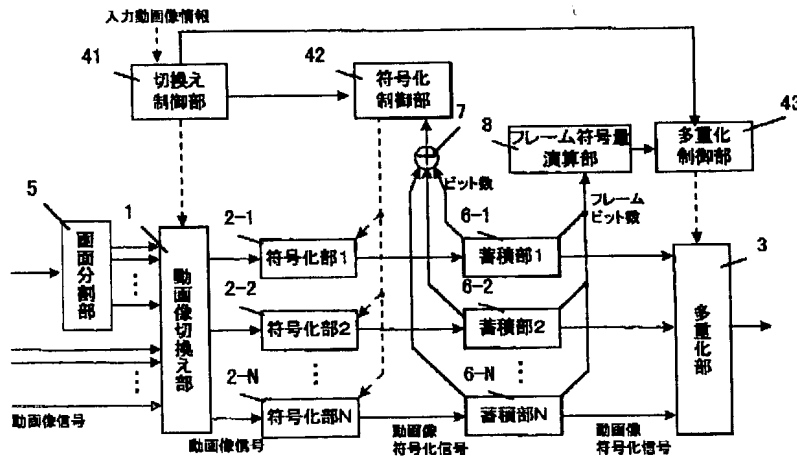 入力動画像情報
41
切換え
制御部
42
符号化
制御部
7
8
フレーム符号量
演算部
43
多重化
制御部
ビット数
フレーム
ビット数
5
画面分割部
1
動画像切換え部
2-1
符号化部1
6-1
蓄積部1
3
多重化部
2-2
符号化部2
6-2
蓄積部2
2-N
符号化部N
6-N
蓄積部N
動画像信号
動画像信号
動画像
符号化信号
動画像
符号化信号